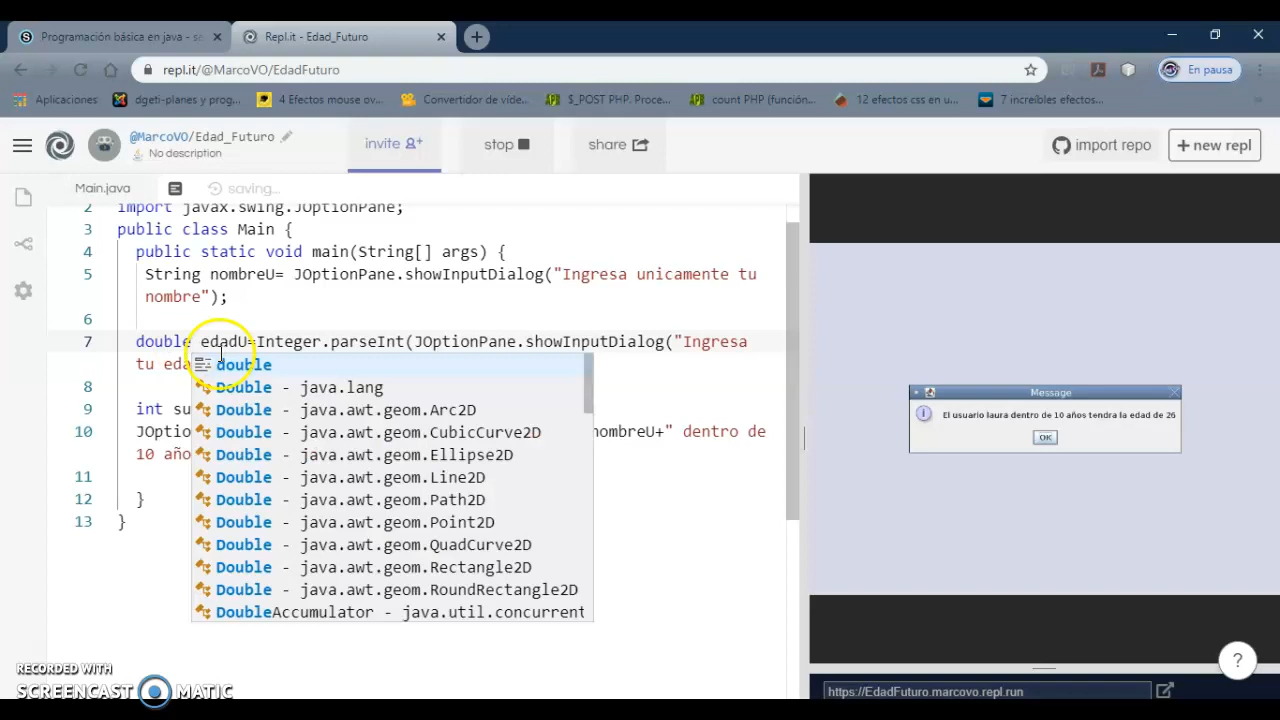 Programación básica en java - se
Repl.it - Edad_Futuro
repl.it/@MarcoVO/EdadFuturo
En pausa
Aplicaciones
dgeti-planes y prog...
4 Efectos mouse ov...
Convertidor de víde...
$_POST PHP. Proce...
count PHP (función...
12 efectos css en u...
7 increíbles efectos...
@MarcoVO/Edad_Futuro
No description
invite
stop
share
import repo
+ new repl
Main.java
saving...
2 import javax.swing.JOptionPane;
3 public class Main {
4 public static void main(String[] args) {
5 String nombreU= JOptionPane.showInputDialog("Ingresa unicamente tu
nombre");
6
7 double edadU=Integer.parseInt(JOptionPane.showInputDialog("Ingresa
tu eda
double
8
Double - java.lang
9 int su
Double - java.awt.geom.Arc2D
10 JOptio
nombreU+" dentro de
Double - java.awt.geom.CubicCurve2D
10 año
Double - java.awt.geom.Ellipse2D
11
Double - java.awt.geom.Line2D
12 }
Double - java.awt.geom.Path2D
13 }
Double - java.awt.geom.Point2D
Double - java.awt.geom.QuadCurve2D
Double - java.awt.geom.Rectangle2D
Double - java.awt.geom.RoundRectangle2D
DoubleAccumulator - java.util.concurrent
Message
El usuario laura dentro de 10 años tendra la edad de 26
OK
?
https://EdadFuturo.marcovo.repl.run
RECORDED WITH
SCREENCAST MATIC